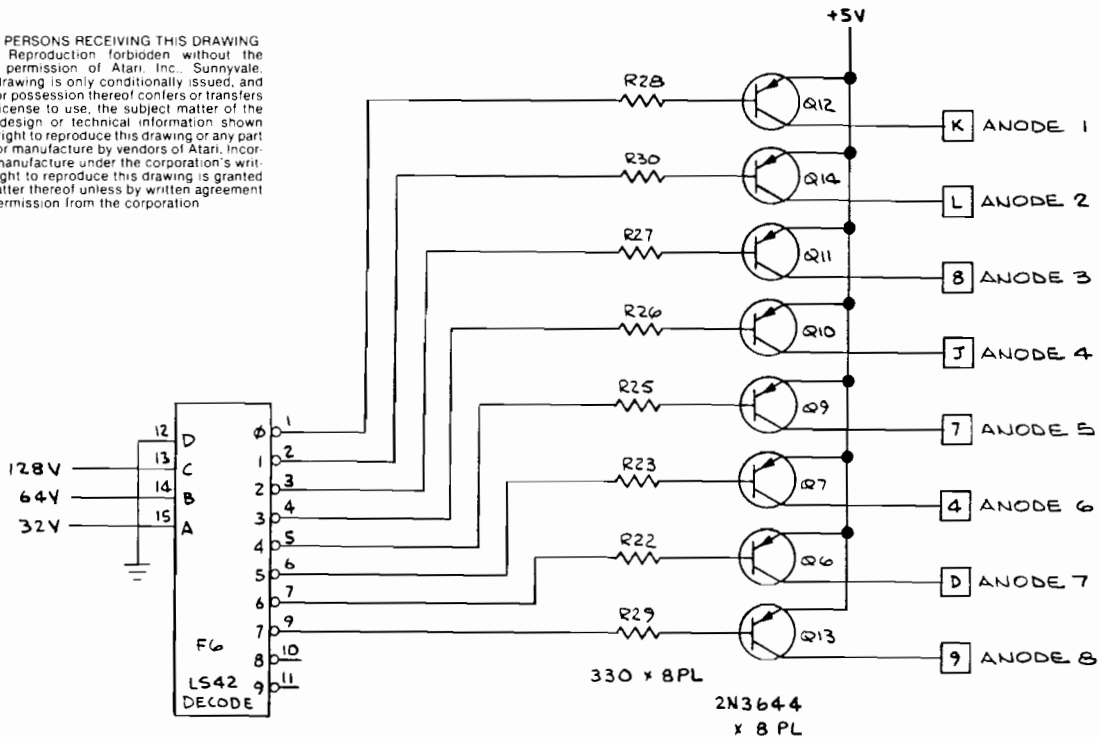 PERSONS RECEIVING THIS DRAWING
Reproduction forbidden without the
permission of Atari, Inc., Sunnyvale,
drawing is only conditionally issued, and
or possession thereof confers or transfers
icense to use, the subject matter of the
design or technical information shown
ight to reproduce this drawing or any part
or manufacture by vendors of Atari, Incor-
manufacture under the corporation's writ-
ght to reproduce this drawing is granted
atter thereof unless by written agreement
ermission from the corporation
+5V
R28 Q12 K ANODE 1
R30 Q14 L ANODE 2
R27 Q11 8 ANODE 3
R26 Q10 J ANODE 4
R25 Q9 7 ANODE 5
R23 Q7 4 ANODE 6
R22 Q6 D ANODE 7
R29 Q13 9 ANODE 8
12 D
128V 13 C
64V 14 B
32V 15 A
Ø 1
1 2
2 3
3 4
4 5
5 6
6 7
7 9
8 10
9 11
F6
LS42
DECODE
330 x 8PL
2N3644
x 8 PL